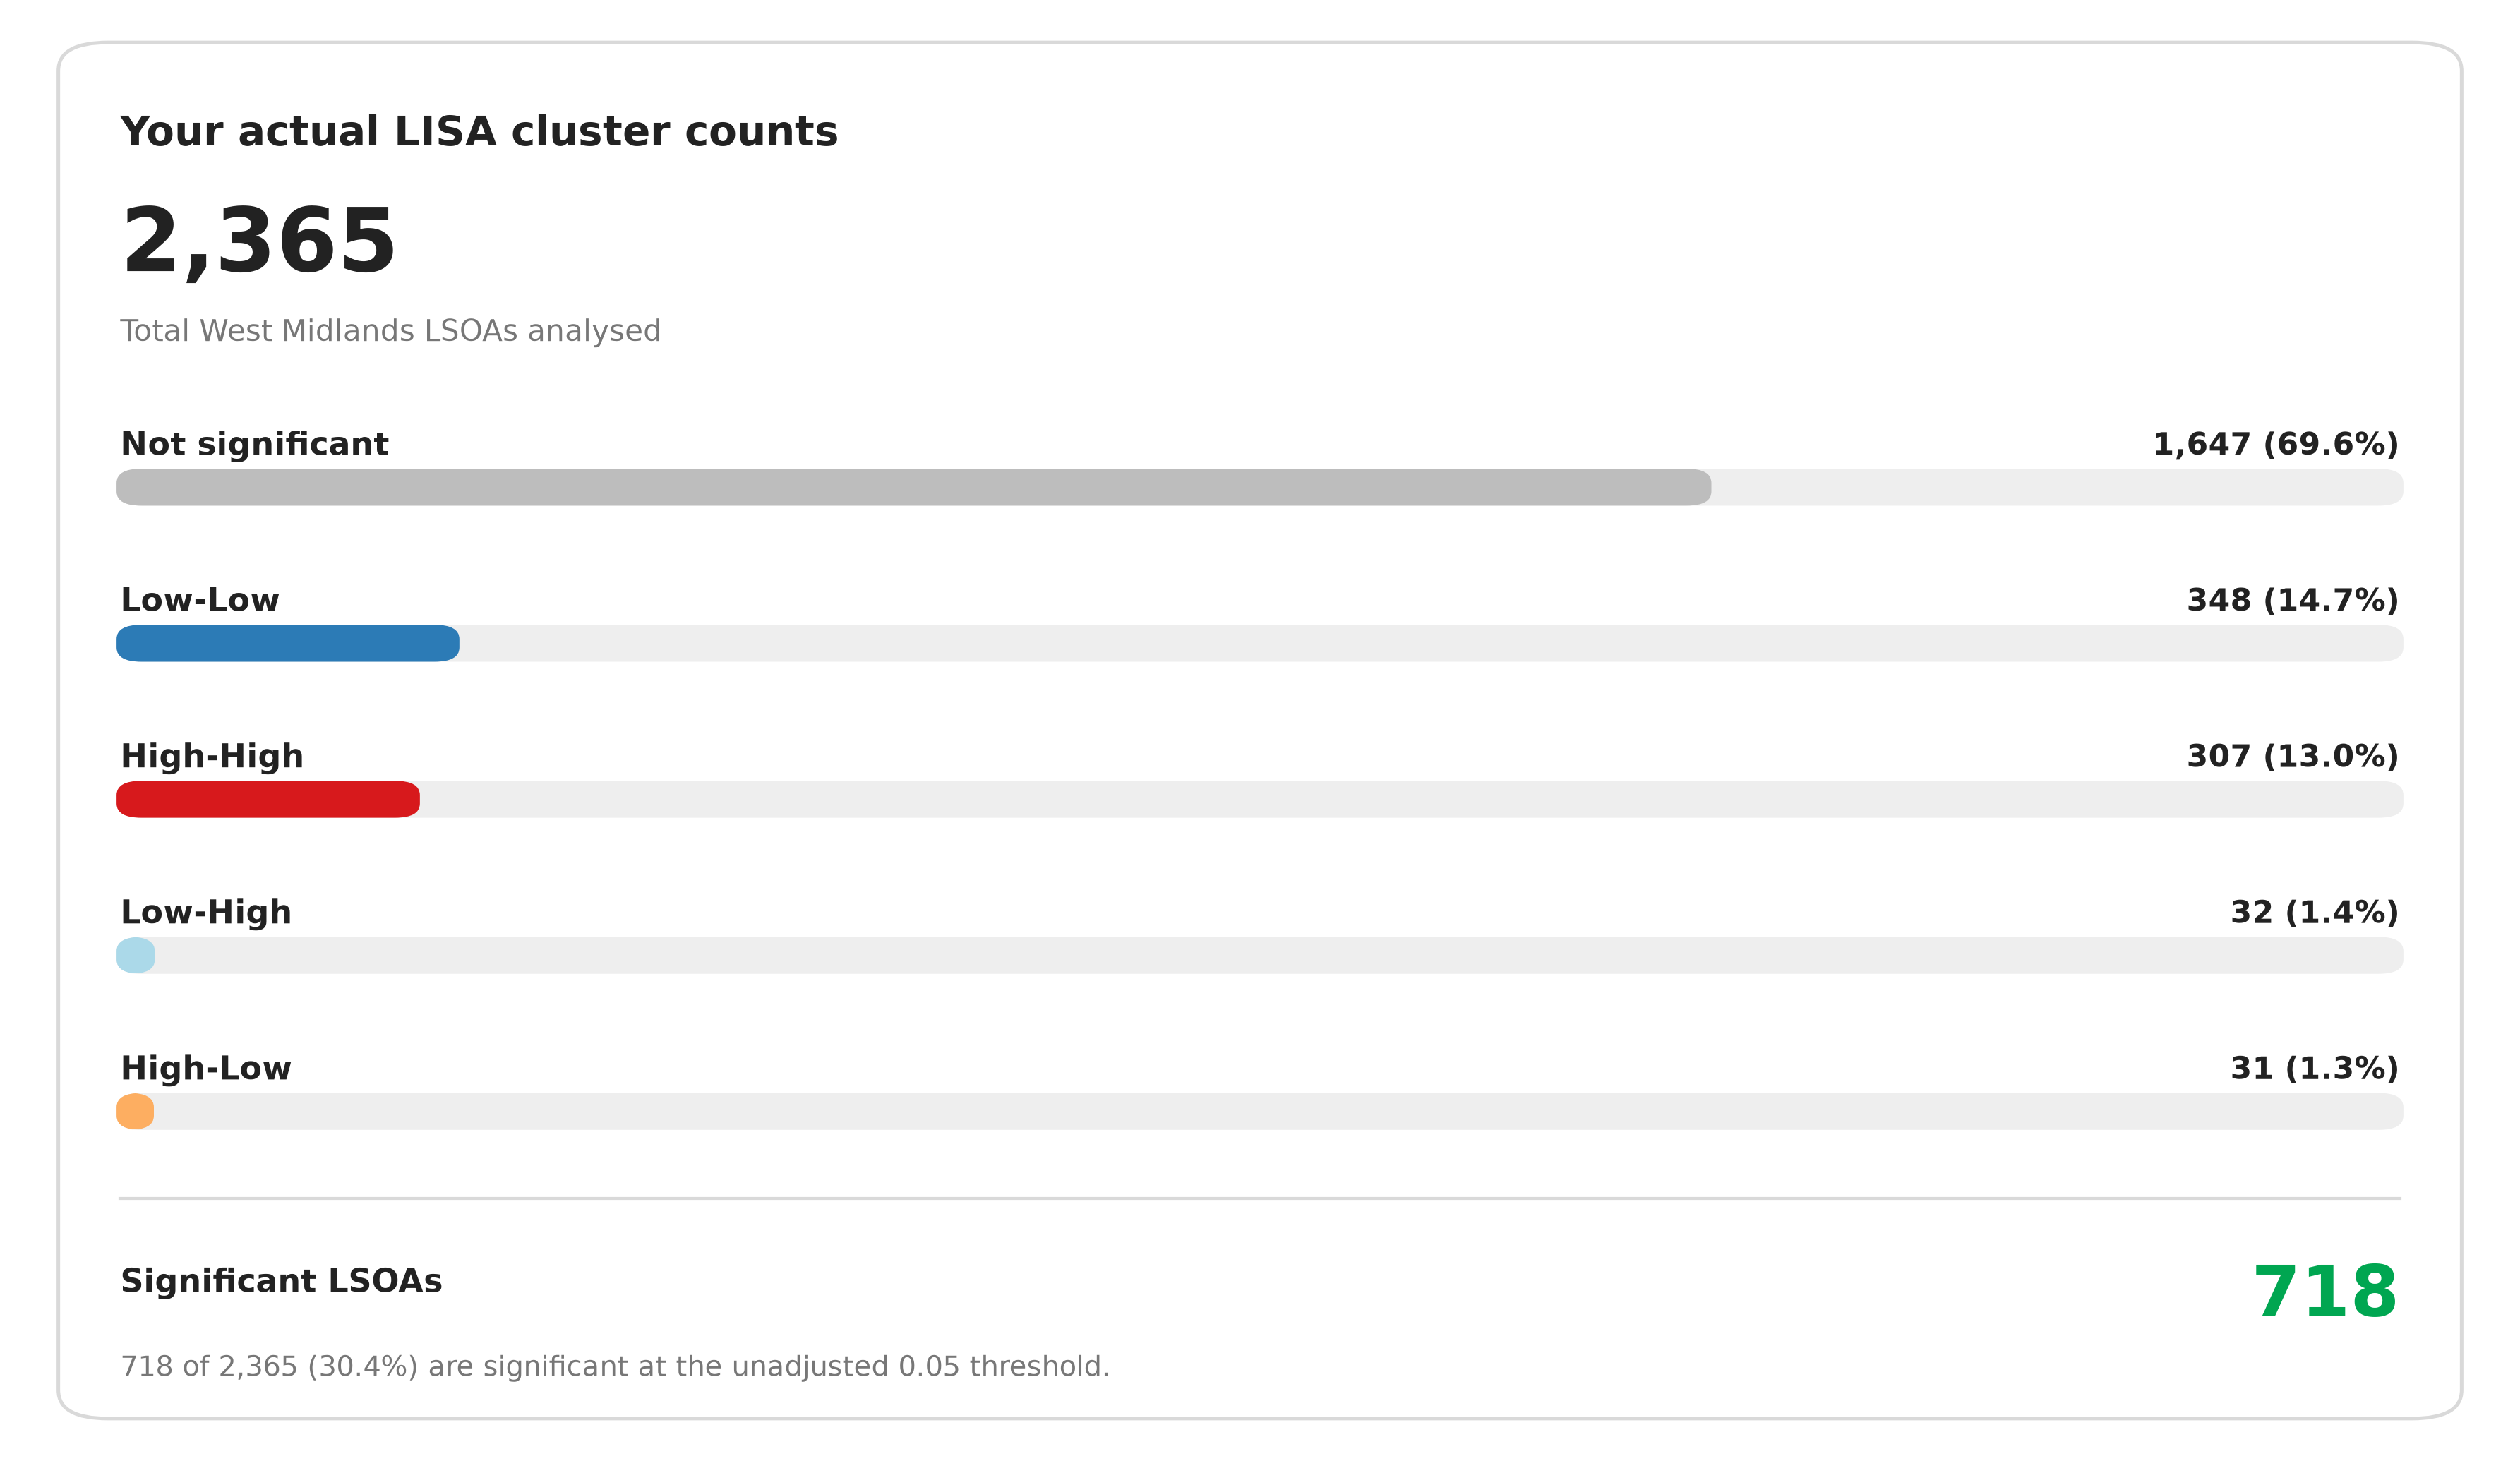 Your actual LISA cluster counts
2,365
Total West Midlands LSOAs analysed
Not significant 1,647 (69.6%)
Low-Low 348 (14.7%)
High-High 307 (13.0%)
Low-High 32 (1.4%)
High-Low 31 (1.3%)
Significant LSOAs 718
718 of 2,365 (30.4%) are significant at the unadjusted 0.05 threshold.